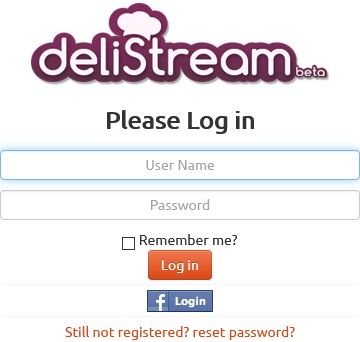 deliStream beta
Please Log in
User Name
Password
Remember me?
Log in
f Login
Still not registered? reset password?